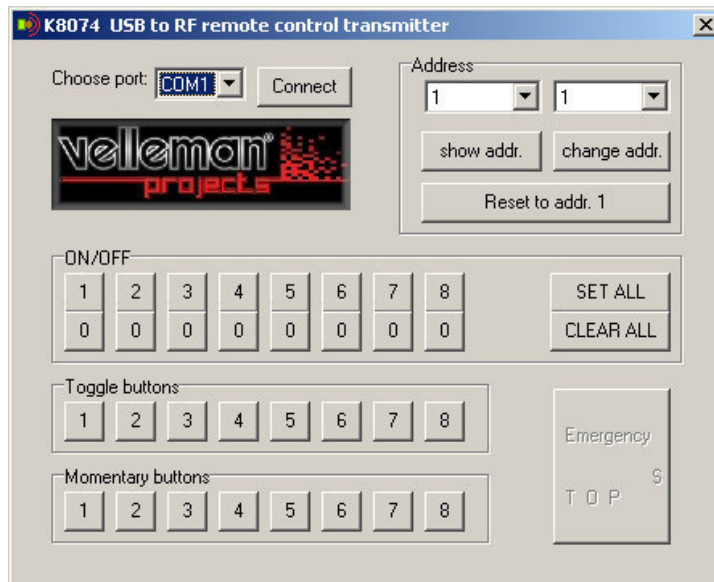 K8074 USB to RF remote control transmitter
Choose port: COM1 Connect
velleman®
projects
Address
1 1
show addr. change addr.
Reset to addr. 1
ON/OFF
1 2 3 4 5 6 7 8 SET ALL
0 0 0 0 0 0 0 0 CLEAR ALL
Toggle buttons
1 2 3 4 5 6 7 8
Momentary buttons
1 2 3 4 5 6 7 8
Emergency
S
T O P